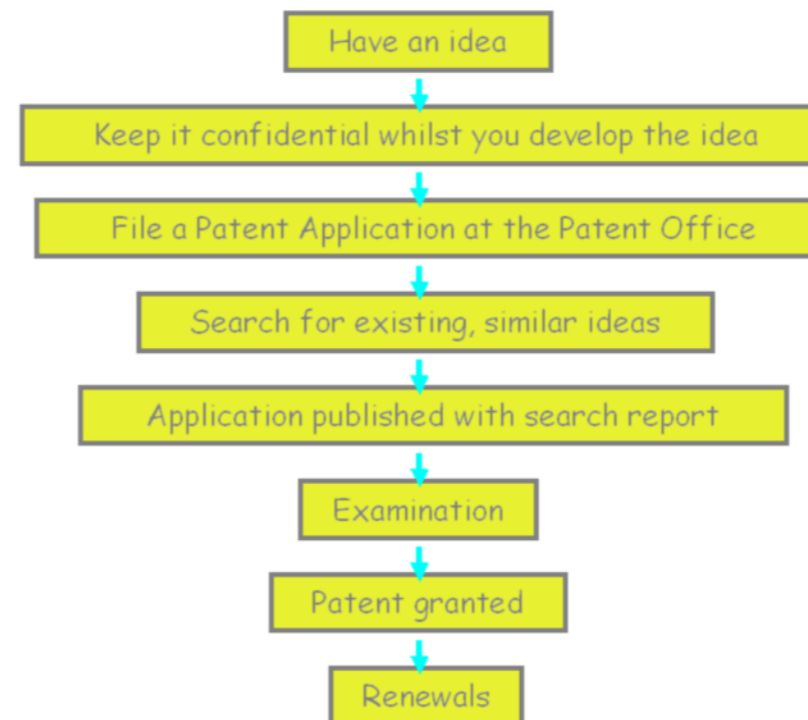 Have an idea
Keep it confidential whilst you develop the idea
File a Patent Application at the Patent Office
Search for existing, similar ideas
Application published with search report
Examination
Patent granted
Renewals